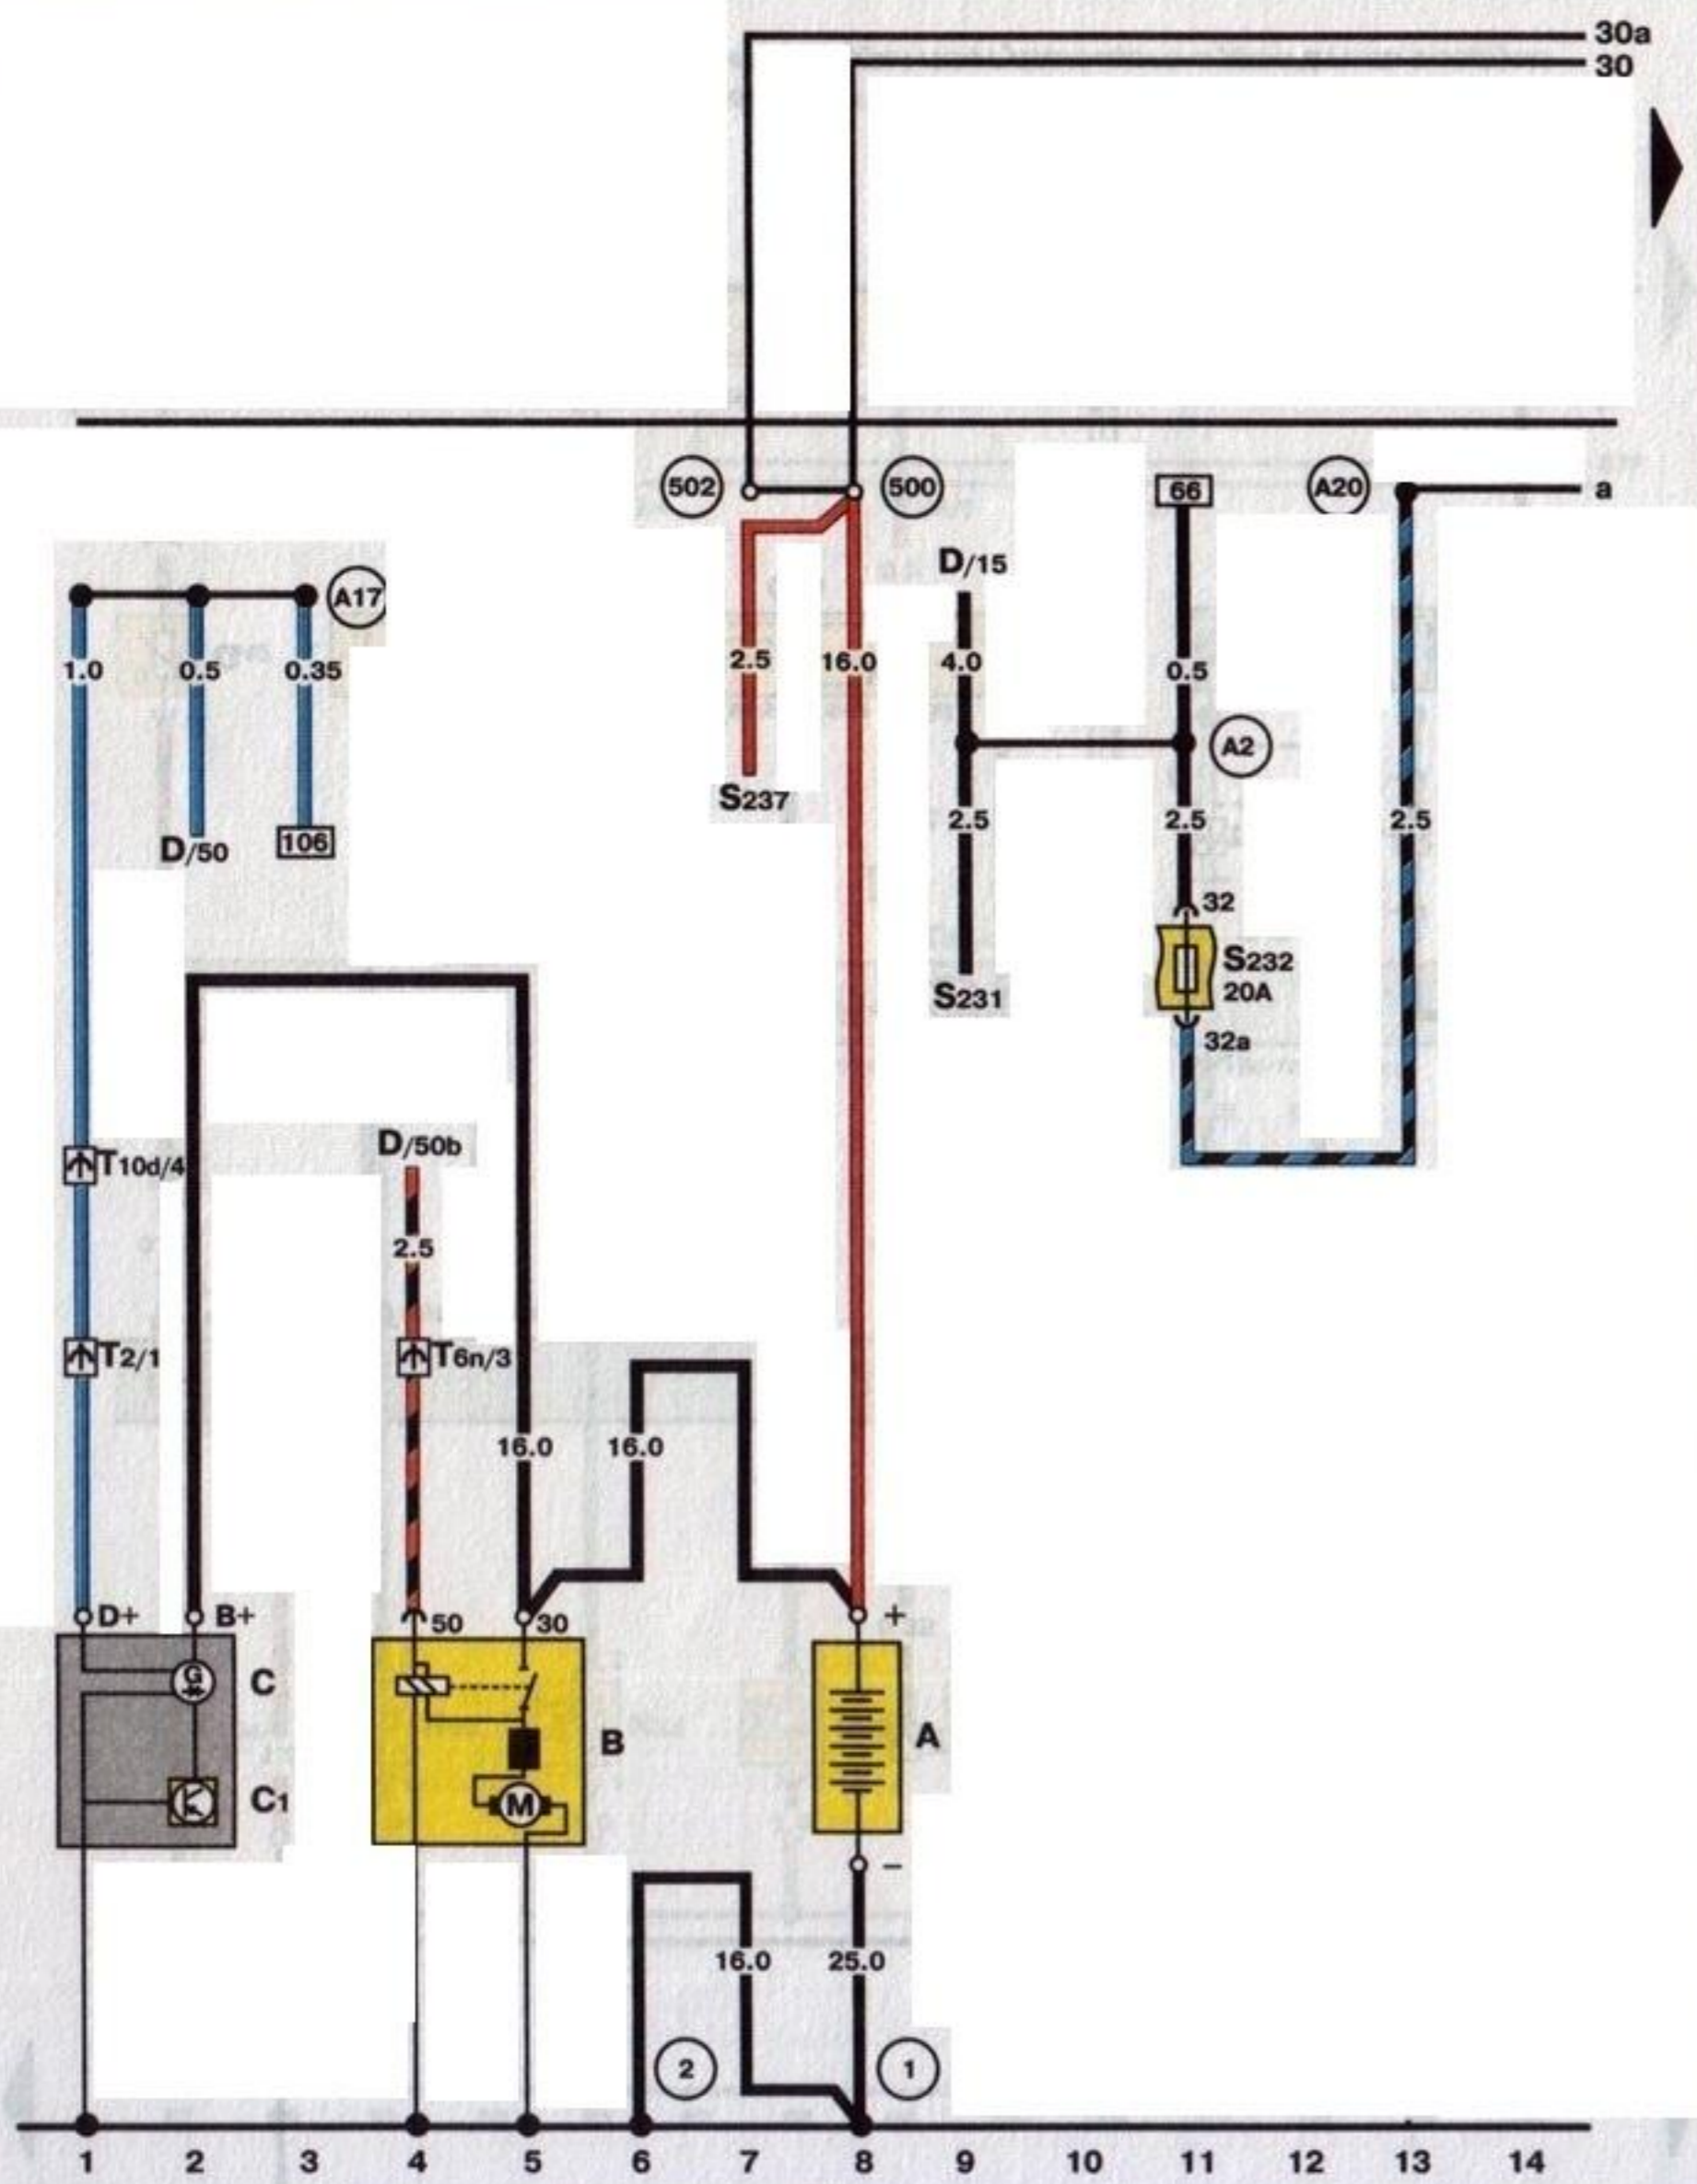 30a
30
502
500
66
A20
a
D/15
A17
1.0
0.5
0.35
2.5
16.0
4.0
0.5
A2
S237
2.5
2.5
2.5
D/50
106
32
S232
20A
S231
32a
D/50b
T10d/4
2.5
T2/1
T6n/3
16.0
16.0
D+
B+
50
30
+
G
C
B
A
C1
M
−
16.0
25.0
2
1
1 2 3 4 5 6 7 8 9 10 11 12 13 14